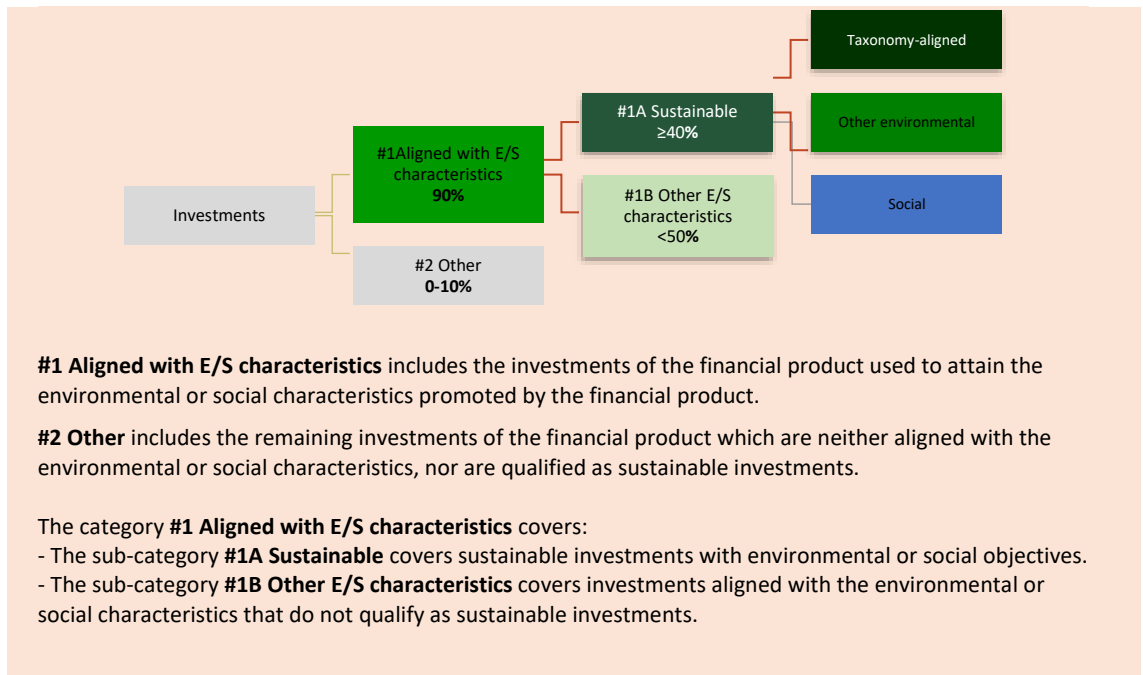 Taxonomy-aligned
#1A Sustainable
≥40%
Other environmental
#1Aligned with E/S
characteristics
90%
#1B Other E/S
characteristics
<50%
Social
Investments
#2 Other
0-10%
#1 Aligned with E/S characteristics includes the investments of the financial product used to attain the
environmental or social characteristics promoted by the financial product.
#2 Other includes the remaining investments of the financial product which are neither aligned with the
environmental or social characteristics, nor are qualified as sustainable investments.
The category #1 Aligned with E/S characteristics covers:
- The sub-category #1A Sustainable covers sustainable investments with environmental or social objectives.
- The sub-category #1B Other E/S characteristics covers investments aligned with the environmental or
social characteristics that do not qualify as sustainable investments.